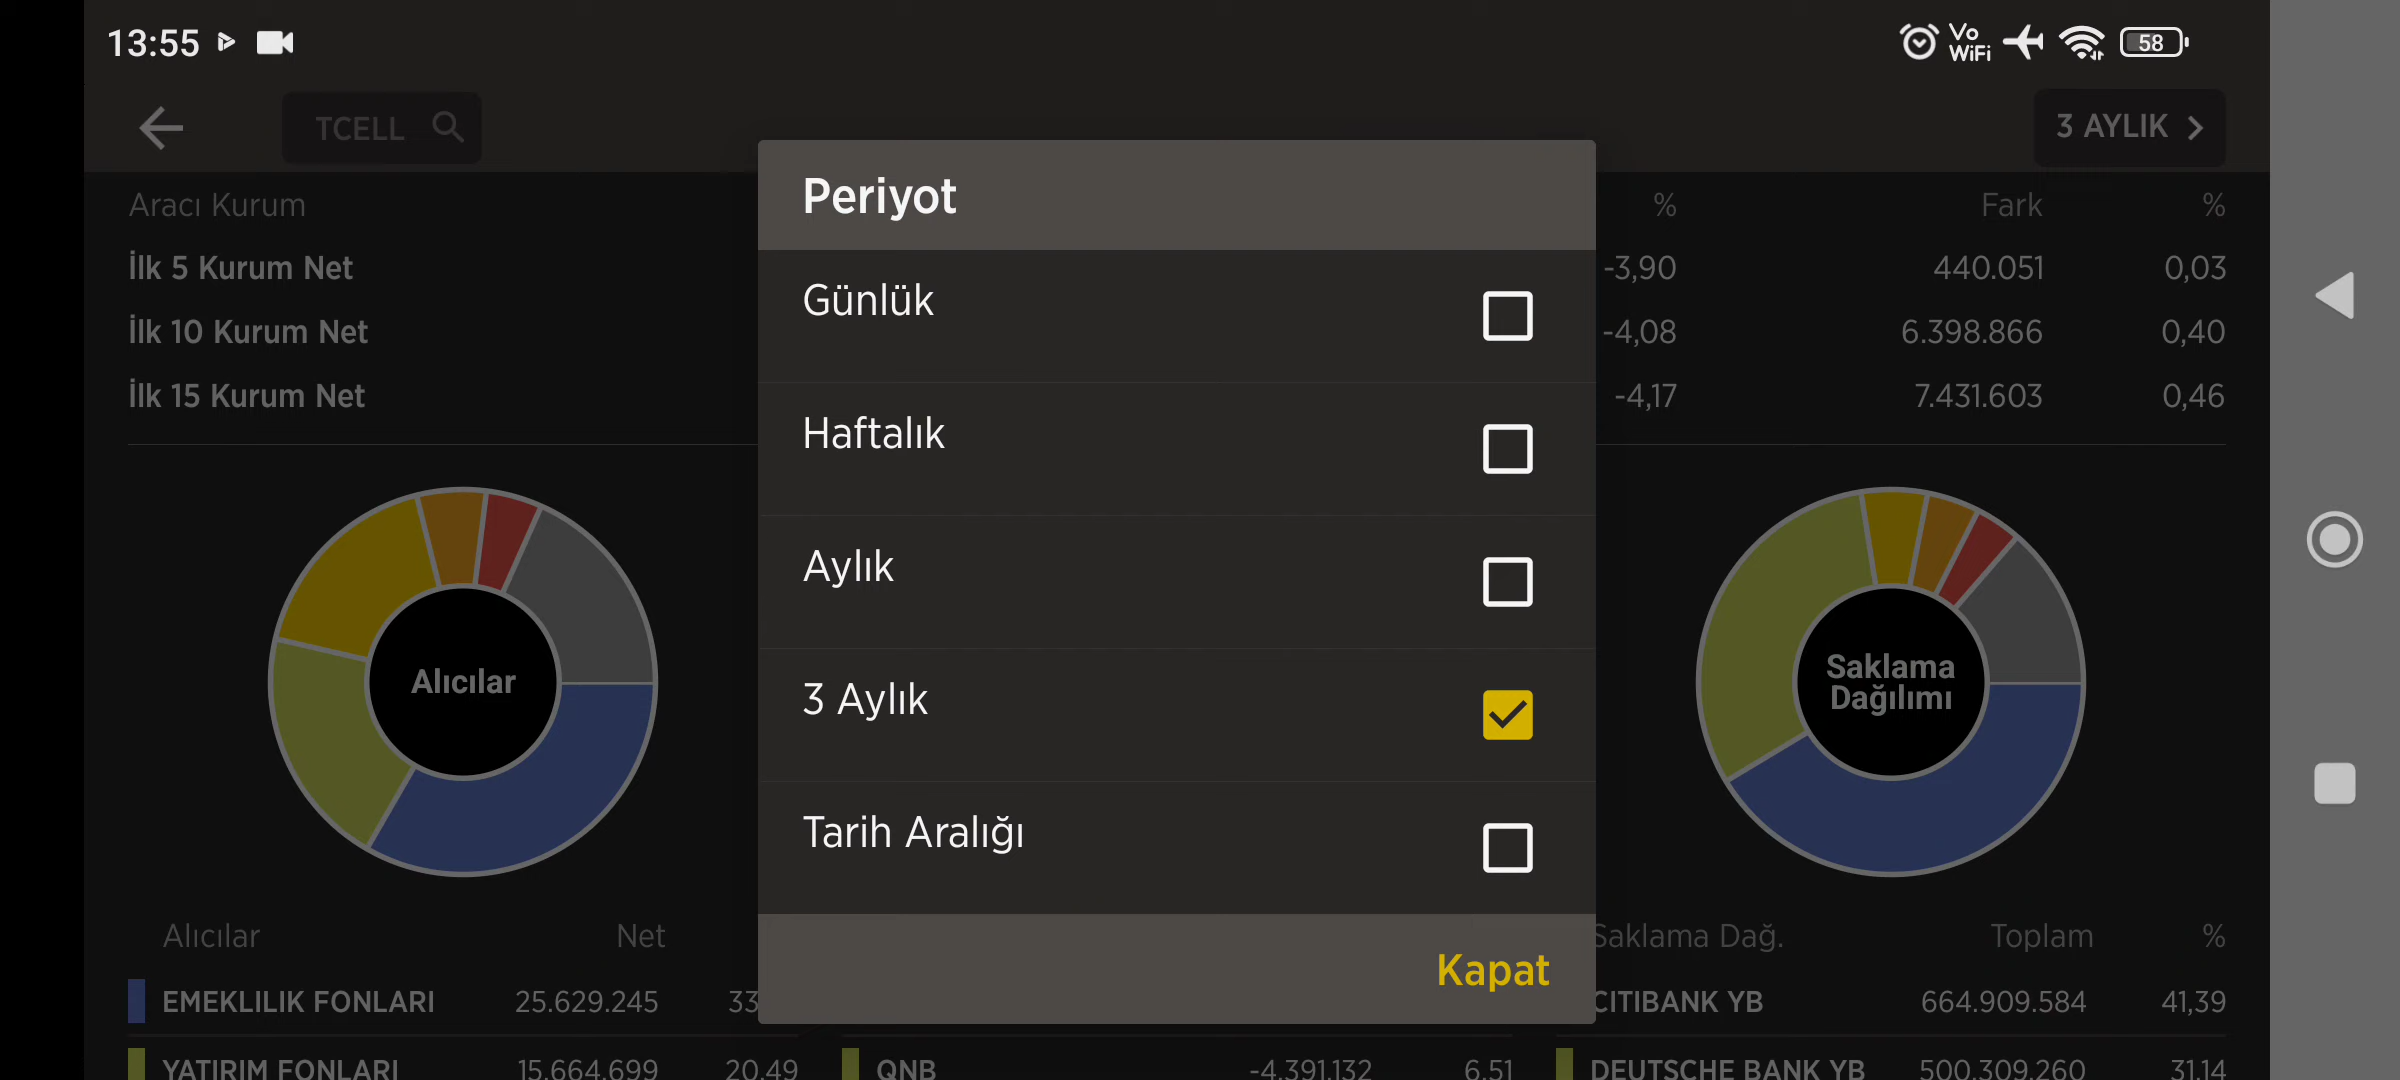 13:55
Vo
WiFi
58
TCELL
3 AYLIK
Periyot
Aracı Kurum % Fark %
İlk 5 Kurum Net -3,90 440.051 0,03
İlk 10 Kurum Net -4,08 6.398.866 0,40
İlk 15 Kurum Net -4,17 7.431.603 0,46
Günlük
Haftalık
Aylık
3 Aylık
Tarih Aralığı
Kapat
Alıcılar
Saklama
Dağılımı
Alıcılar Net Saklama Dağ. Toplam %
EMEKLILIK FONLARI 25.629.245 33 CITIBANK YB 664.909.584 41,39
YATIRIM FONLARI 15.664.699 20,49 QNB -4.391.132 6,51 DEUTSCHE BANK YB 500.309.260 31,14